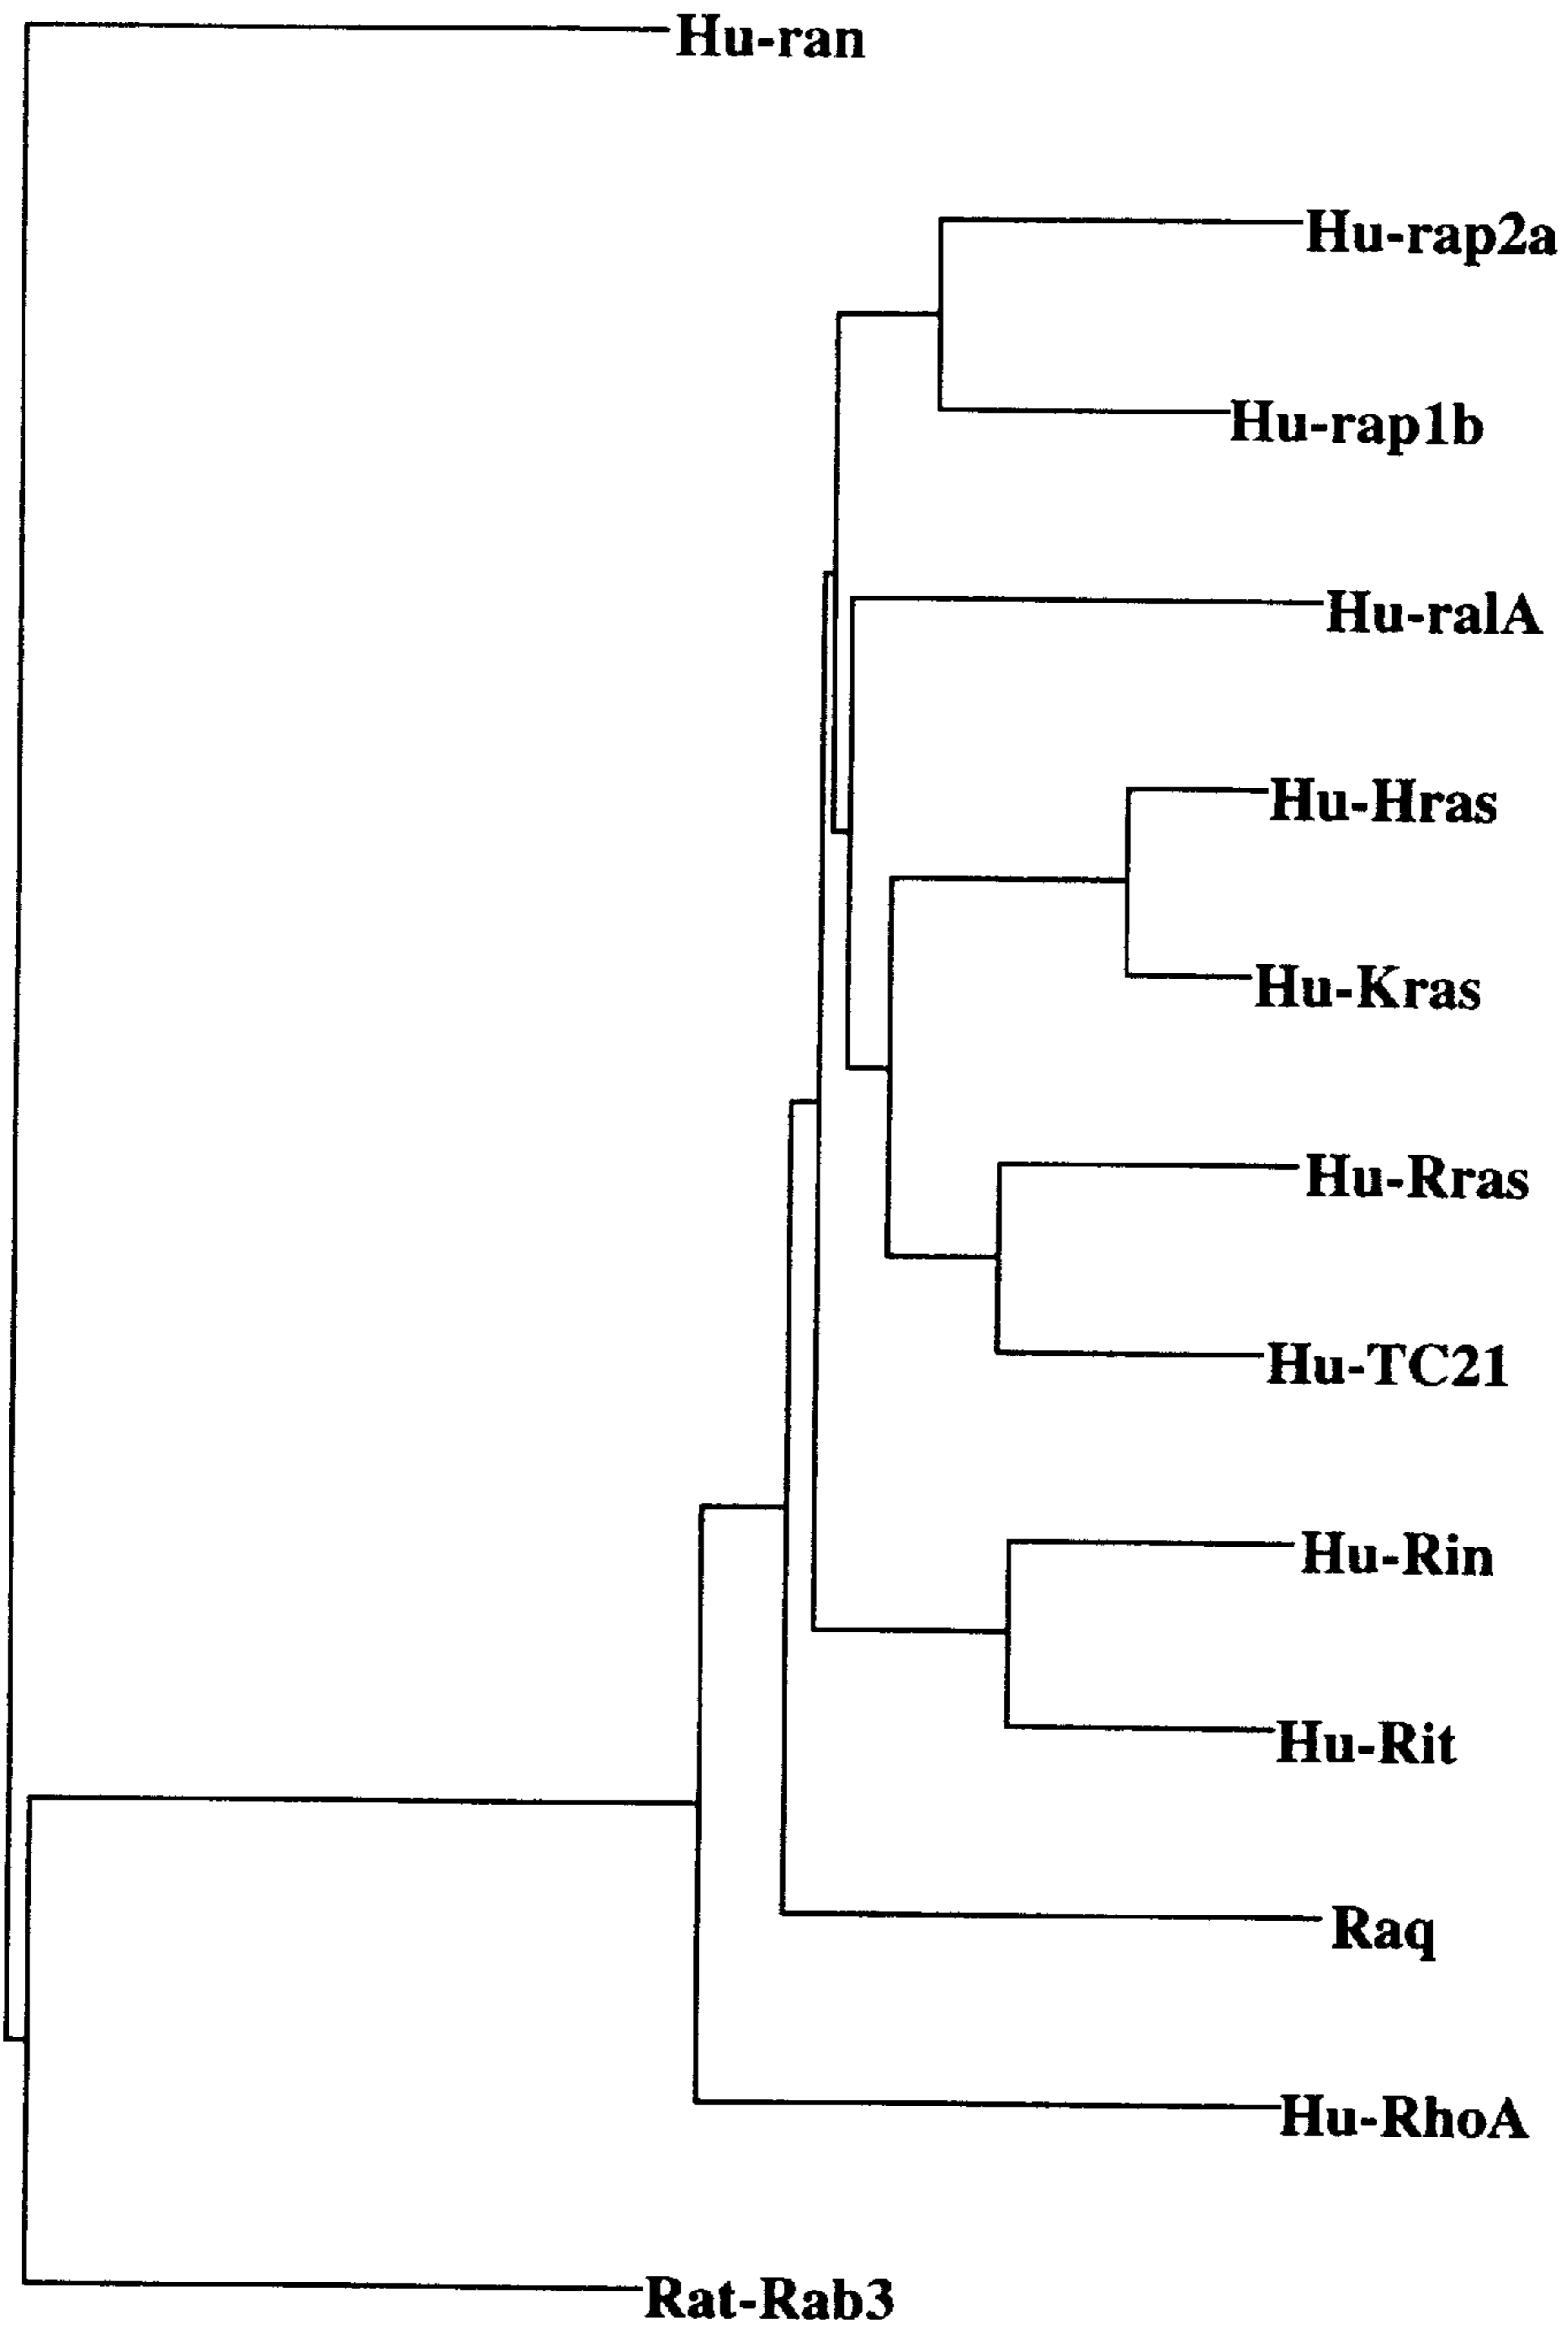 Hu-ran
Hu-rap2a
Hu-rap1b
Hu-ralA
Hu-Hras
Hu-Kras
Hu-Rras
Hu-TC21
Hu-Rin
Hu-Rit
Raq
Hu-RhoA
Rat-Rab3